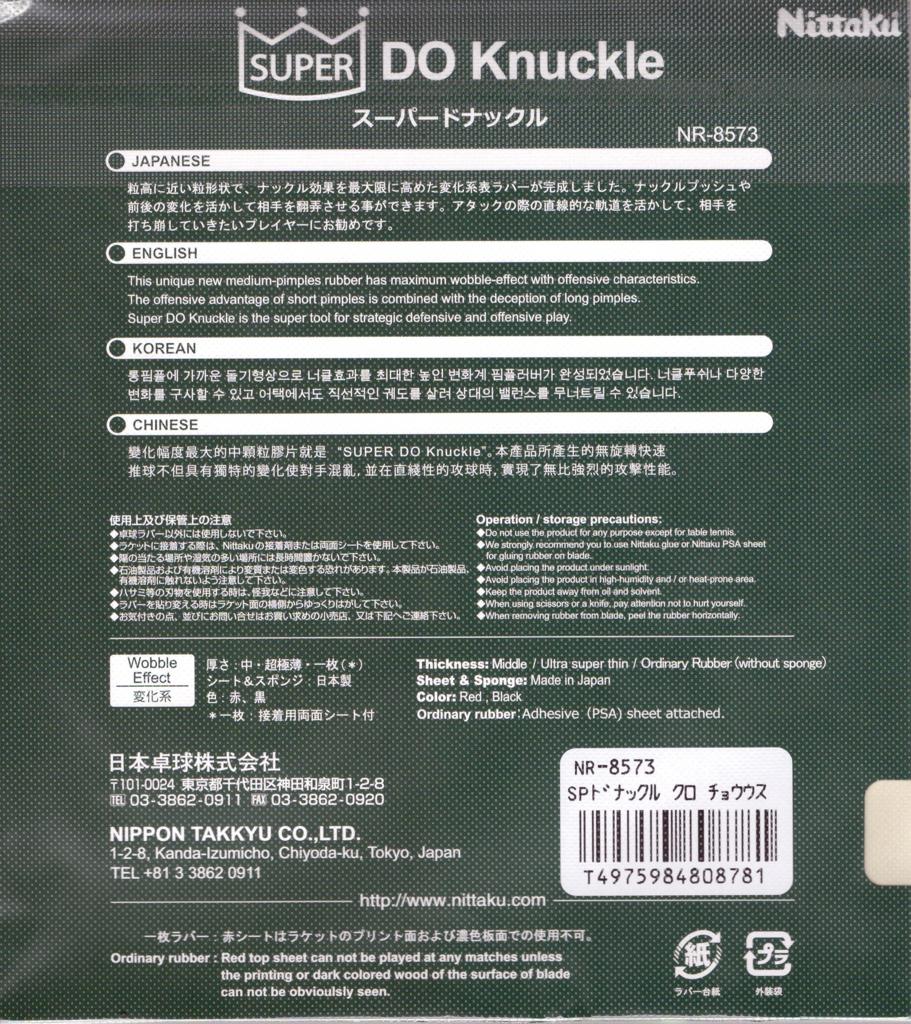 SUPER DO Knuckle
Nittaku
スーパードナックル
NR-8573
JAPANESE
粒高に近い粒形状で、ナックル効果を最大限に高めた変化系表ラバーが完成しました。ナックルプッシュや
前後の変化を活かして相手を翻弄させる事ができます。アタックの際の直線的な軌道を活かして、相手を
打ち崩していきたいプレイヤーにお勧めです。
ENGLISH
This unique new medium-pimples rubber has maximum wobble-effect with offensive characteristics.
The offensive advantage of short pimples is combined with the deception of long pimples.
Super DO Knuckle is the super tool for strategic defensive and offensive play.
KOREAN
롱핌플에 가까운 돌기형상으로 너클효과를 최대한 높인 변화계 핌플러버가 완성되었습니다. 너클푸쉬나 다양한
변화를 구사할 수 있고 어택에서도 직선적인 궤도를 살려 상대의 밸런스를 무너트릴 수 있습니다.
CHINESE
變化幅度最大的中顆粒膠片就是 “SUPER DO Knuckle”。本產品所產生的無旋轉快速
推球不但具有獨特的變化使對手混亂, 並在直綫性的攻球時, 實現了無比強烈的攻擊性能。
使用上及び保管上の注意
◆卓球ラバー以外には使用しないで下さい。
◆ラケットに接着する際は、Nittakuの接着剤または両面シートを使用して下さい。
◆陽の当たる場所や湿気の多い場所には長時間置かないで下さい。
◆石油製品および有機溶剤により変質または変色する恐れがあります。本製品が石油製品、
有機溶剤に触れないよう注意して下さい。
◆ハサミ等の刃物を使用する時は、怪我などに注意して下さい。
◆ラバーを貼り変える時はラケット面の横側からゆっくりはがして下さい。
◆お気付きの点、並びにお問い合せはお買い求めの小売店、又は下記へご連絡下さい。
Operation / storage precautions:
◆Do not use the product for any purpose except for table tennis.
◆We strongly recommend you to use Nittaku glue or Nittaku PSA sheet
for gluing rubber on blade.
◆Avoid placing the product under sunlight.
◆Avoid placing the product in high-humidity and / or heat-prone area.
◆Keep the product away from oil and solvent.
◆When using scissors or a knife, pay attention not to hurt yourself.
◆When removing rubber from blade, peel the rubber horizontally.
Wobble
Effect
変化系
厚さ：中・超極薄・一枚(＊)
シート＆スポンジ：日本製
色：赤、黒
＊一枚：接着用両面シート付
Thickness: Middle / Ultra super thin / Ordinary Rubber (without sponge)
Sheet & Sponge: Made in Japan
Color: Red , Black
Ordinary rubber: Adhesive (PSA) sheet attached.
日本卓球株式会社
〒101-0024 東京都千代田区神田和泉町1-2-8
TEL 03-3862-0911 FAX 03-3862-0920
NIPPON TAKKYU CO.,LTD.
1-2-8, Kanda-Izumicho, Chiyoda-ku, Tokyo, Japan
TEL +81 3 3862 0911
NR-8573
SPドナックル クロ チョウウス
T4975984808781
http://www.nittaku.com
一枚ラバー：赤シートはラケットのプリント面および濃色板面での使用不可。
Ordinary rubber : Red top sheet can not be played at any matches unless
the printing or dark colored wood of the surface of blade
can not be obvioulsly seen.
紙
ラバー台紙
プラ
外装袋